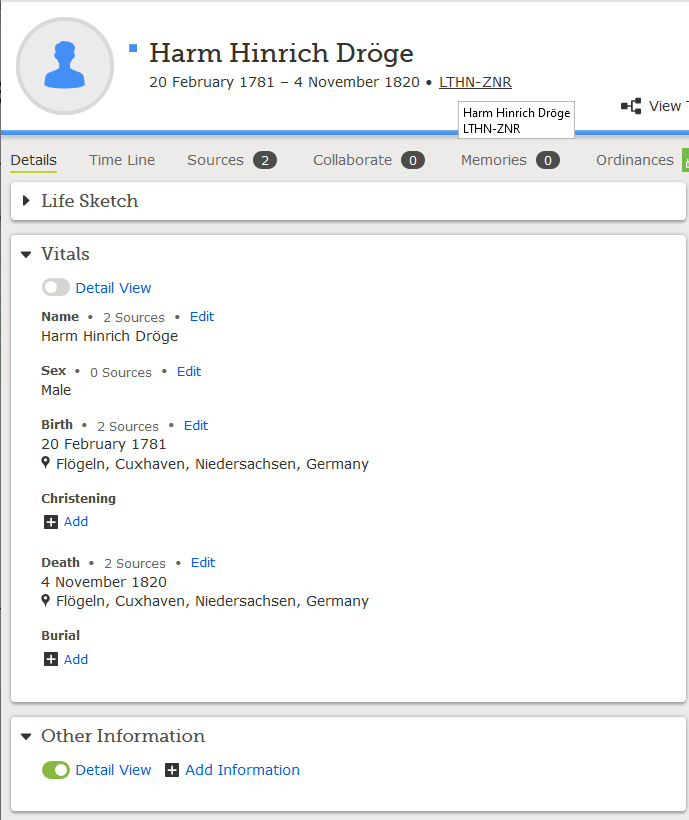 Harm Hinrich Dröge
20 February 1781 – 4 November 1820 • LTHN-ZNR
Harm Hinrich Dröge
LTHN-ZNR
View
Details Time Line Sources 2 Collaborate 0 Memories 0 Ordinances
Life Sketch
Vitals
Detail View
Name • 2 Sources • Edit
Harm Hinrich Dröge
Sex • 0 Sources • Edit
Male
Birth • 2 Sources • Edit
20 February 1781
Flögeln, Cuxhaven, Niedersachsen, Germany
Christening
Add
Death • 2 Sources • Edit
4 November 1820
Flögeln, Cuxhaven, Niedersachsen, Germany
Burial
Add
Other Information
Detail View Add Information